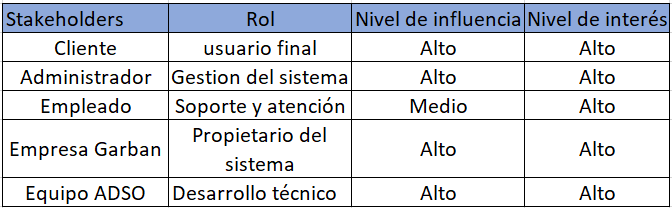 Stakeholders Rol Nivel de influencia Nivel de interés
Cliente usuario final Alto Alto
Administrador Gestion del sistema Alto Alto
Empleado Soporte y atención Medio Alto
Empresa Garban Propietario del sistema Alto Alto
Equipo ADSO Desarrollo técnico Alto Alto